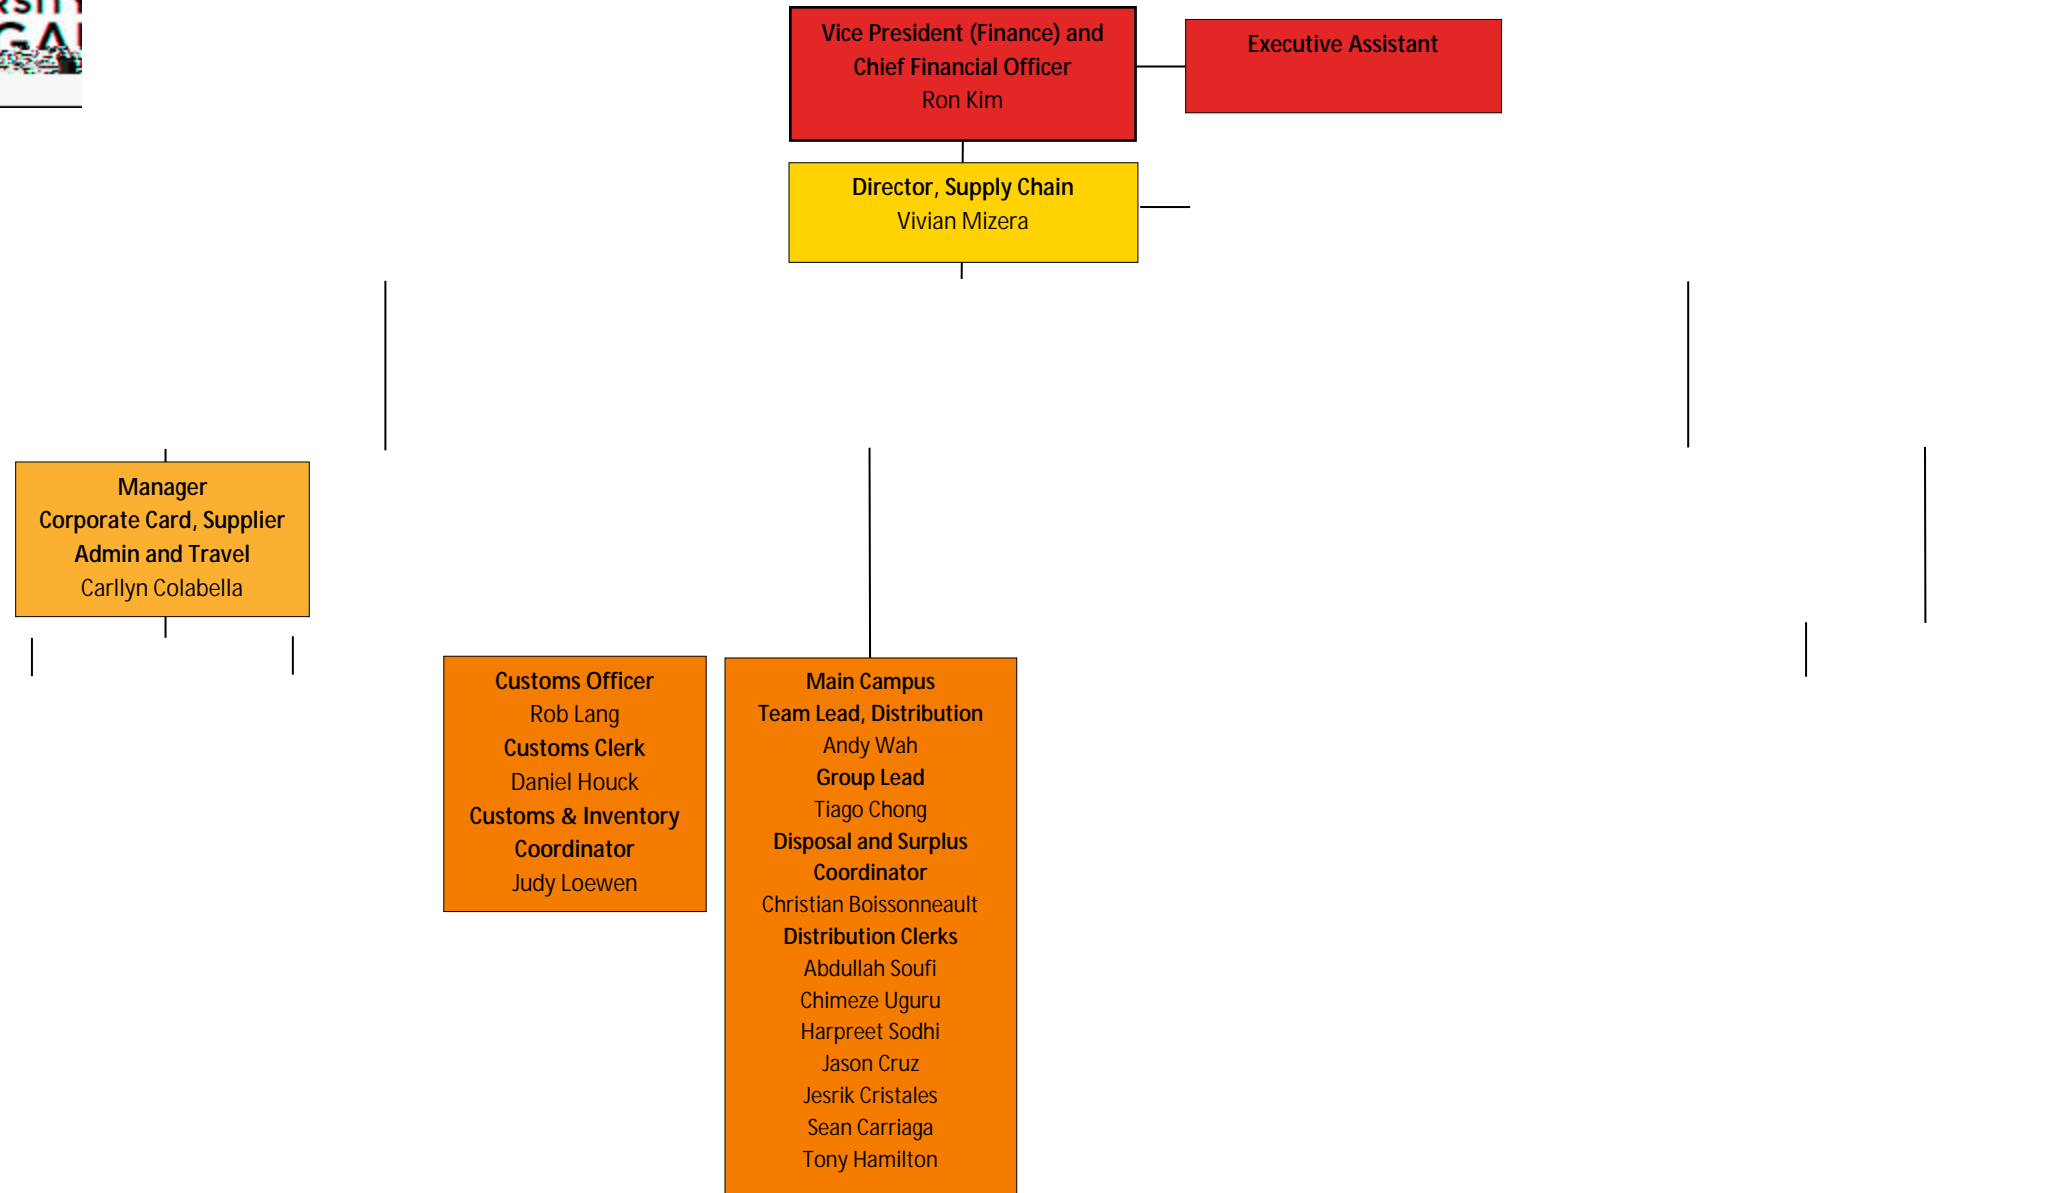 Vice President (Finance) and
Chief Financial Officer
Ron Kim
Executive Assistant
Director, Supply Chain
Vivian Mizera
Manager
Corporate Card, Supplier
Admin and Travel
Carllyn Colabella
Customs Officer
Rob Lang
Customs Clerk
Daniel Houck
Customs & Inventory
Coordinator
Judy Loewen
Main Campus
Team Lead, Distribution
Andy Wah
Group Lead
Tiago Chong
Disposal and Surplus
Coordinator
Christian Boissonneault
Distribution Clerks
Abdullah Soufi
Chimeze Uguru
Harpreet Sodhi
Jason Cruz
Jesrik Cristales
Sean Carriaga
Tony Hamilton